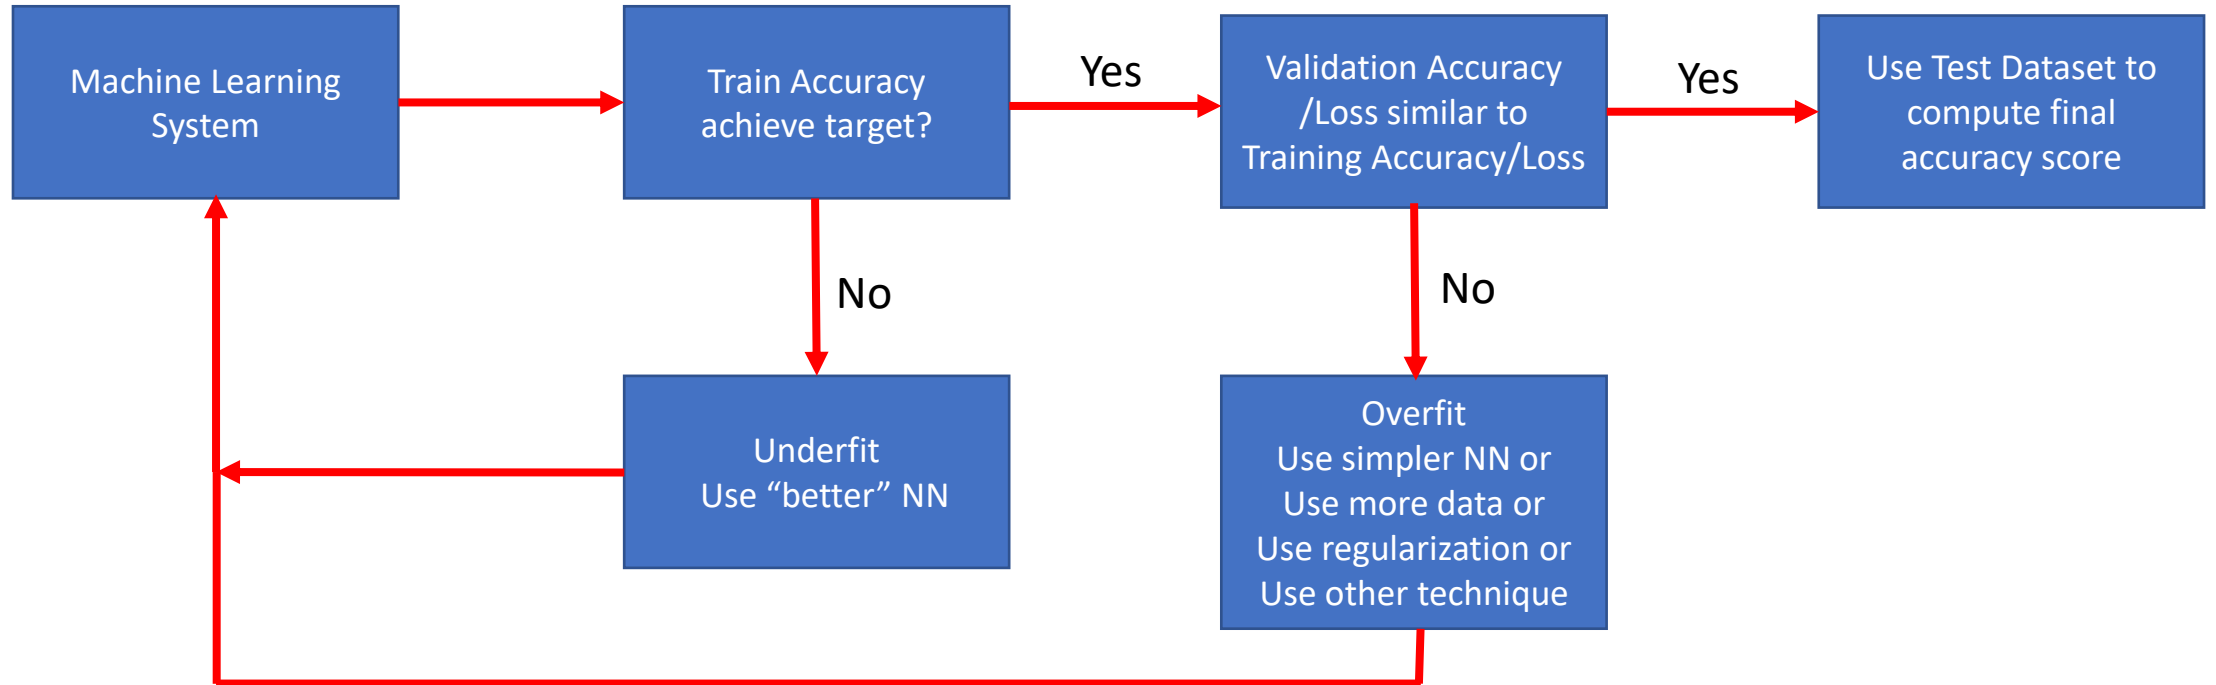 Machine Learning
System
Train Accuracy
achieve target?
Yes
Validation Accuracy
/Loss similar to
Training Accuracy/Loss
Yes
Use Test Dataset to
compute final
accuracy score
No
No
Underfit
Use “better” NN
Overfit
Use simpler NN or
Use more data or
Use regularization or
Use other technique